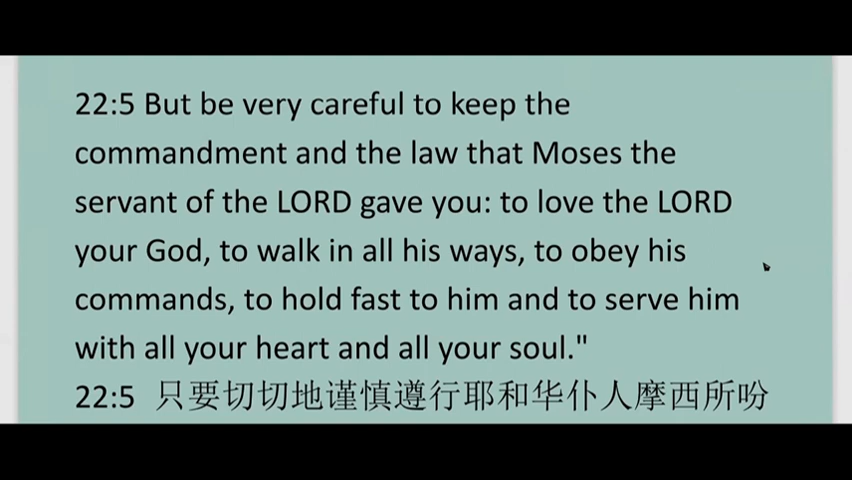 22:5 But be very careful to keep the
commandment and the law that Moses the
servant of the LORD gave you: to love the LORD
your God, to walk in all his ways, to obey his
commands, to hold fast to him and to serve him
with all your heart and all your soul."
22:5 只要切切地谨慎遵行耶和华仆人摩西所吩